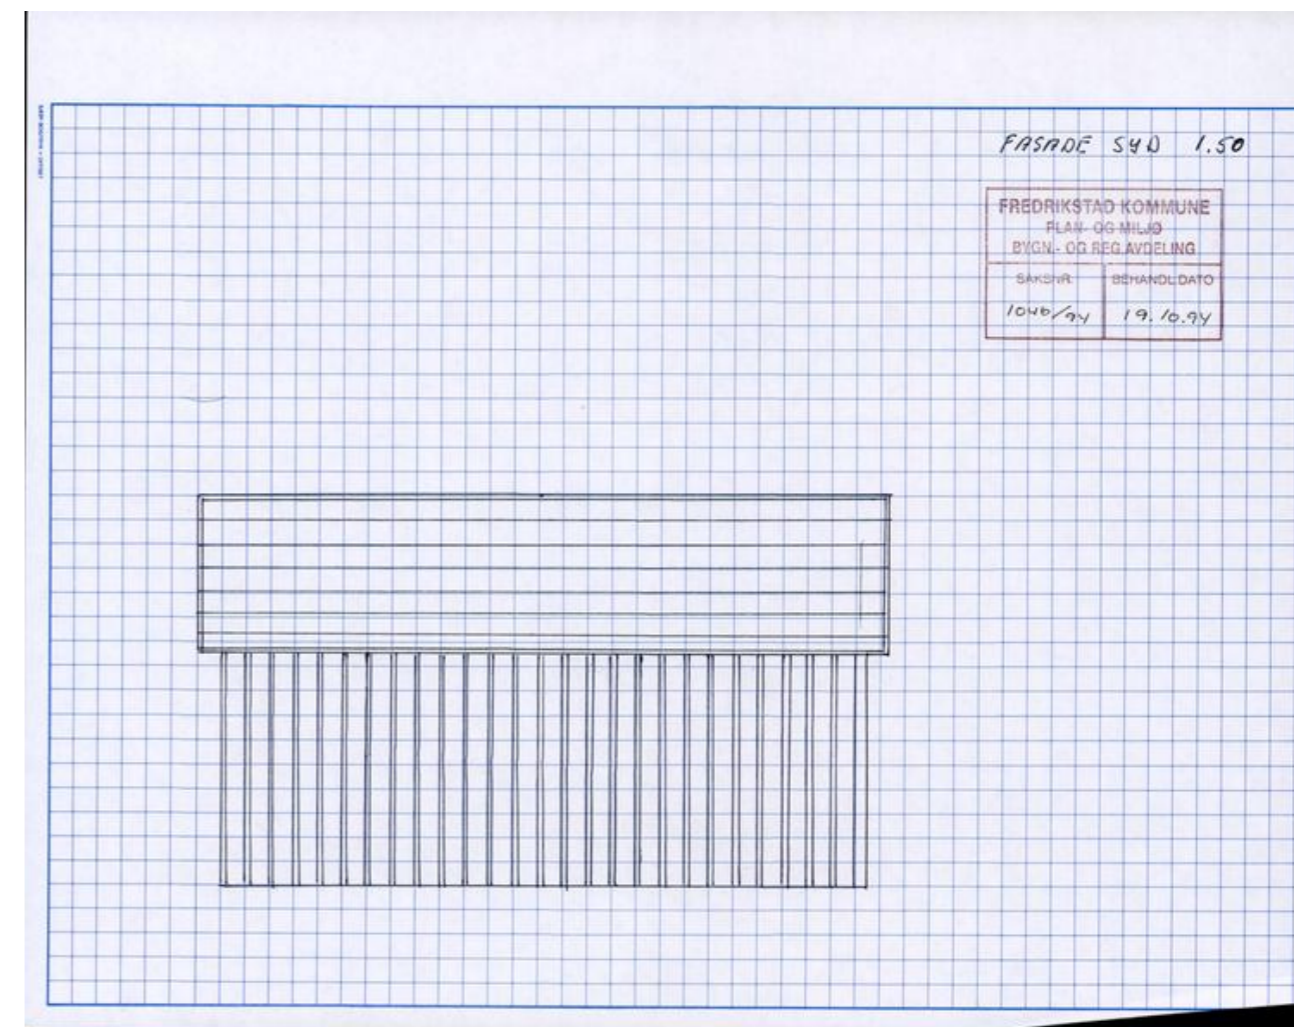 FASADE SYD 1.50
FREDRIKSTAD KOMMUNE
PLAN- OG MILJØ
BYGN.- OG REG.AVDELING
SAKSNR. BEHANDL.DATO
1046/94 19.10.94